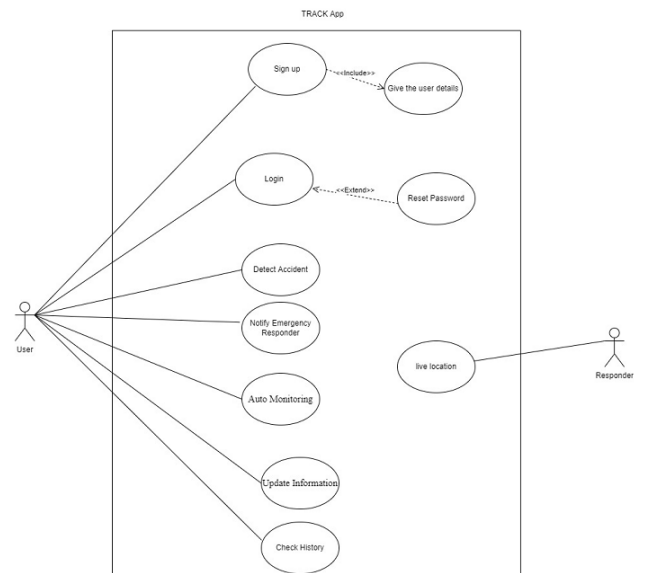 TRACK App
Sign up
<<Include>>
Give the user details
Login
<<Extend>>
Reset Password
Detect Accident
Notify Emergency
Responder
User
live location
Responder
Auto Monitoring
Update Information
Check History